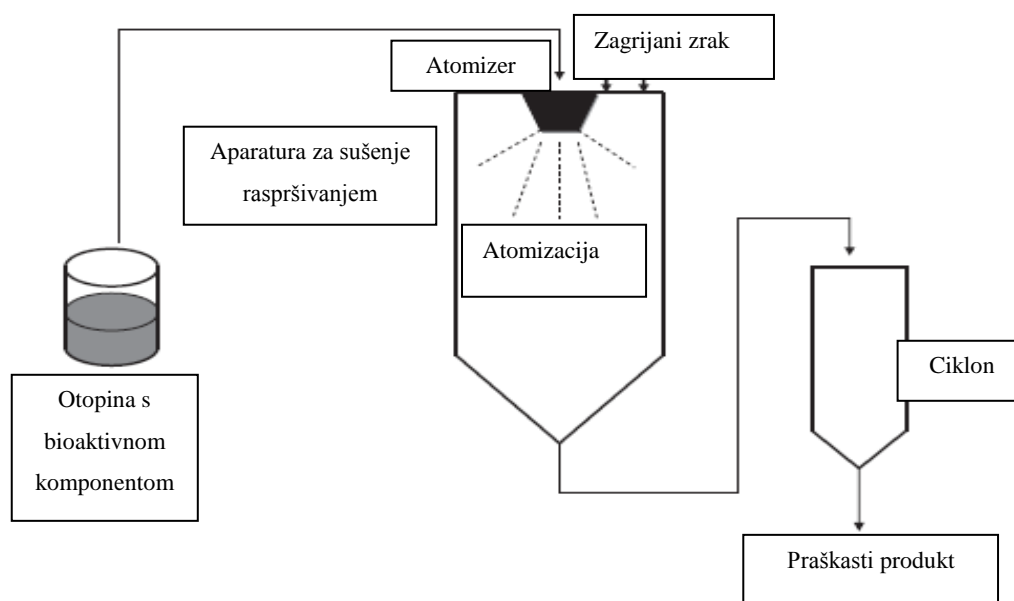 Zagrijani zrak
Atomizer
Aparatura za sušenje
raspršivanjem
Atomizacija
Ciklon
Otopina s
bioaktivnom
komponentom
Praškasti produkt